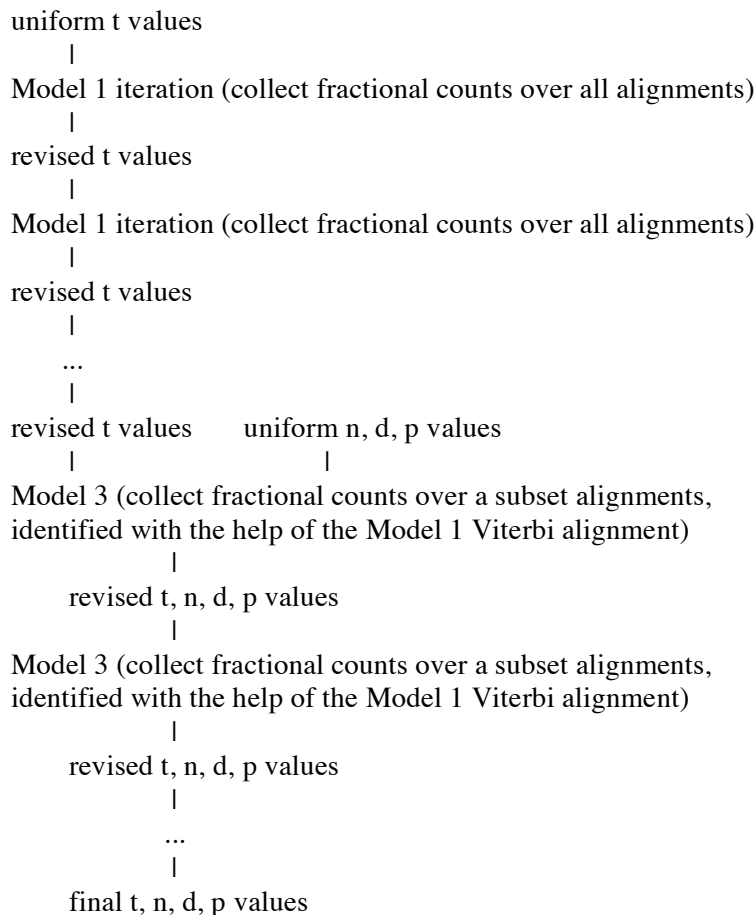 uniform t values
|
Model 1 iteration (collect fractional counts over all alignments)
|
revised t values
|
Model 1 iteration (collect fractional counts over all alignments)
|
revised t values
|
...
|
revised t values uniform n, d, p values
| |
Model 3 (collect fractional counts over a subset alignments,
identified with the help of the Model 1 Viterbi alignment)
|
revised t, n, d, p values
|
Model 3 (collect fractional counts over a subset alignments,
identified with the help of the Model 1 Viterbi alignment)
|
revised t, n, d, p values
|
...
|
final t, n, d, p values